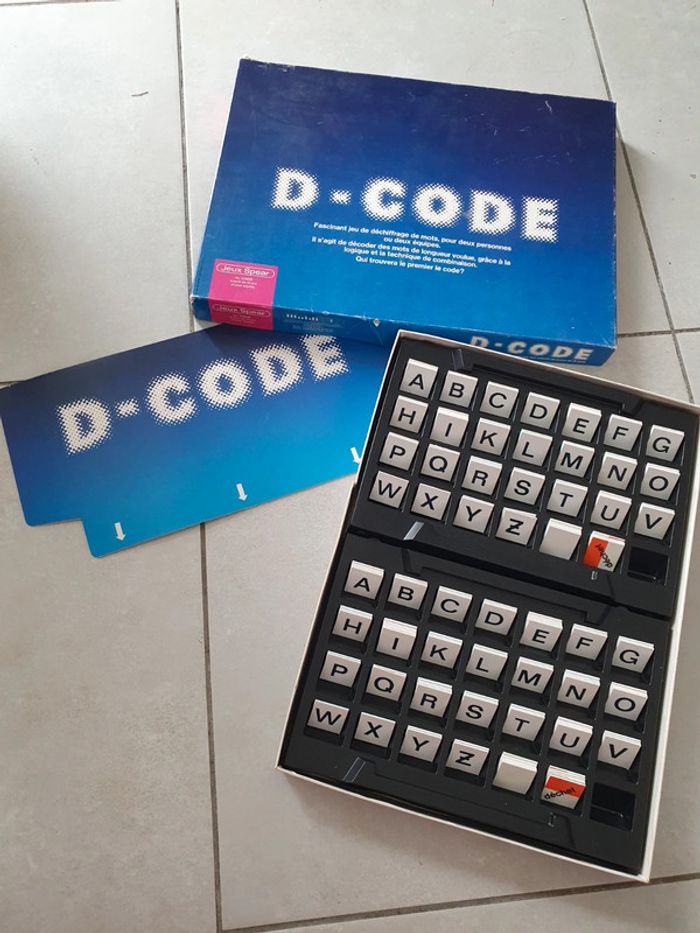 D-CODE
Fascinant jeu de déchiffrage de mots, pour deux personnes
ou deux équipes.
Il s'agit de décoder des mots de longueur voulue, grâce à la
logique et la technique de combinaison.
Qui trouvera le premier le code?
Jeux Spear
Jeux Spear
D-CODE
D-CODE
A B C D E F G
H I K L M N O
P Q R S T U V
W X Y Z
déchet
A B C D E F G
H I K L M N O
P Q R S T U V
W X Y Z
déchet